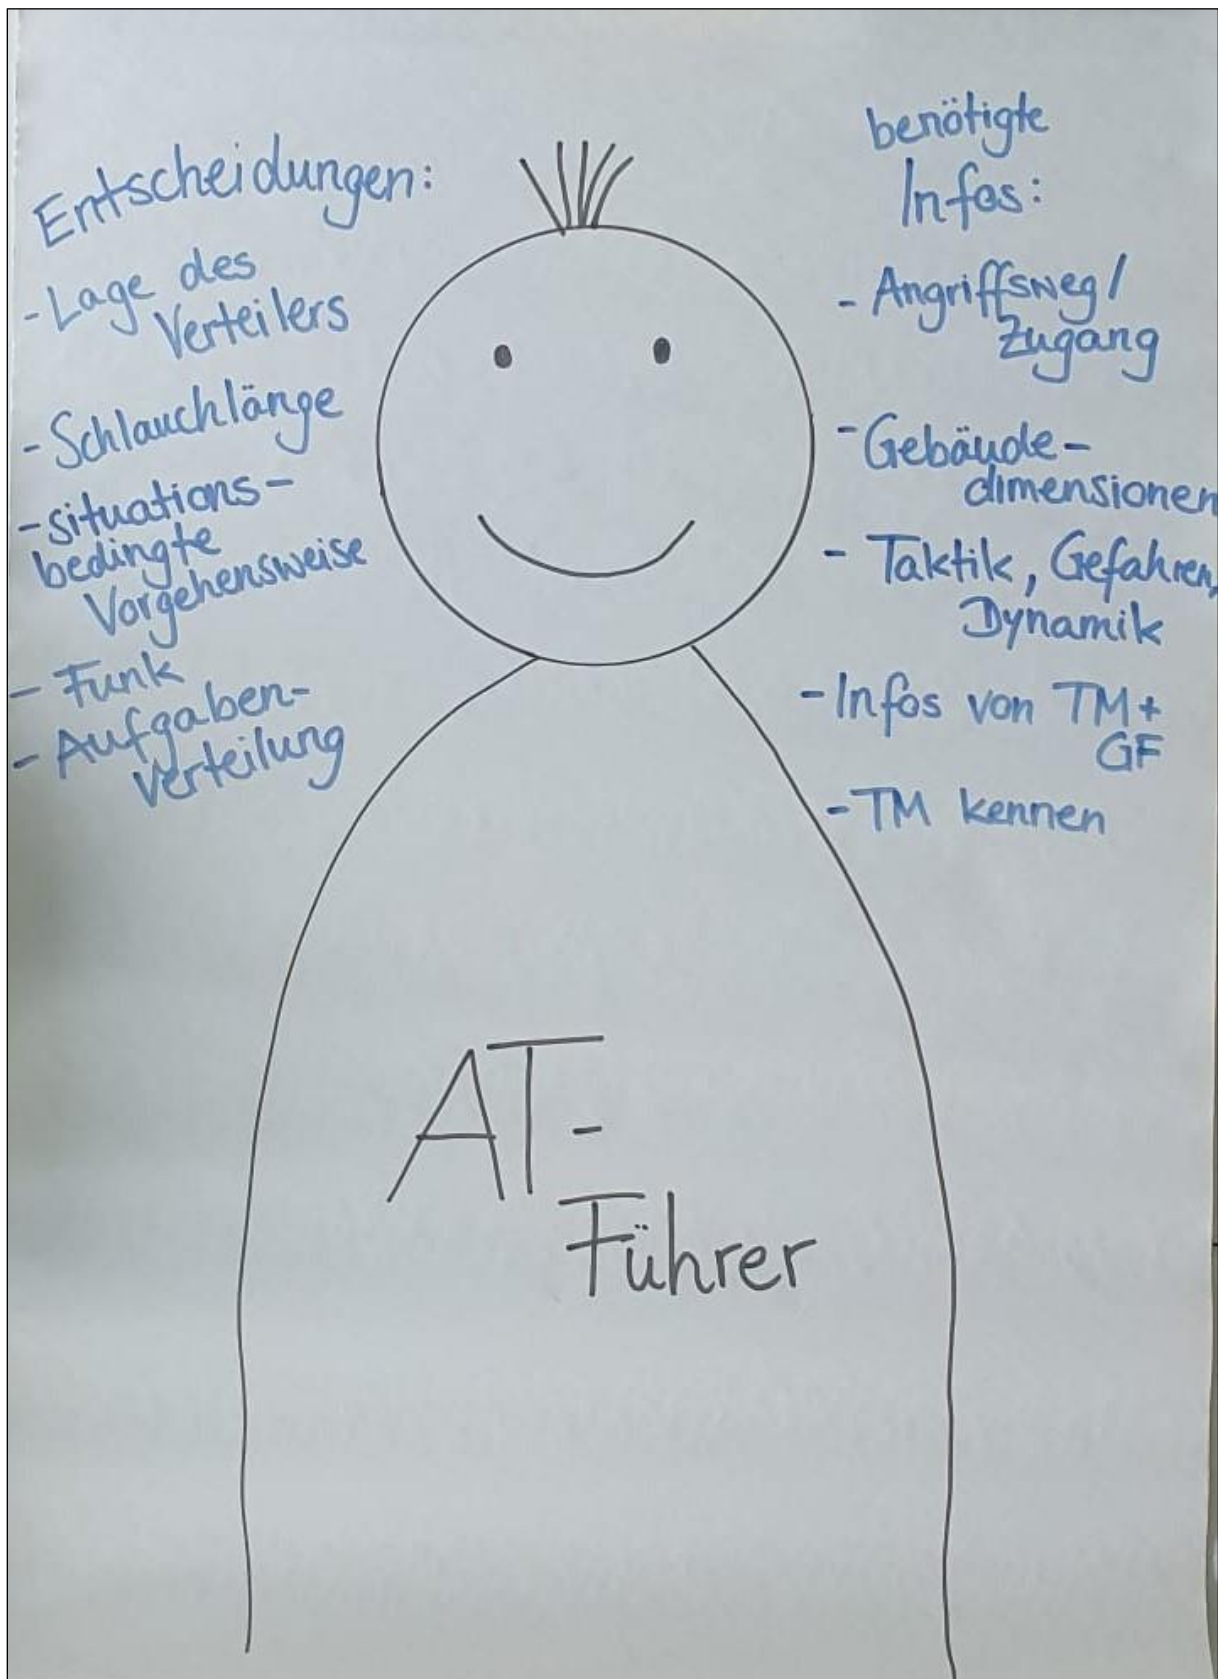 Entscheidungen:
- Lage des
Verteilers
- Schlauchlänge
- situations-
bedingte
Vorgehensweise
- Funk
- Aufgaben-
verteilung
benötigte
Infos:
- Angriffsweg/
Zugang
- Gebäude-
dimensionen
- Taktik, Gefahren,
Dynamik
- Infos von TM+
GF
- TM kennen
AT-
Führer